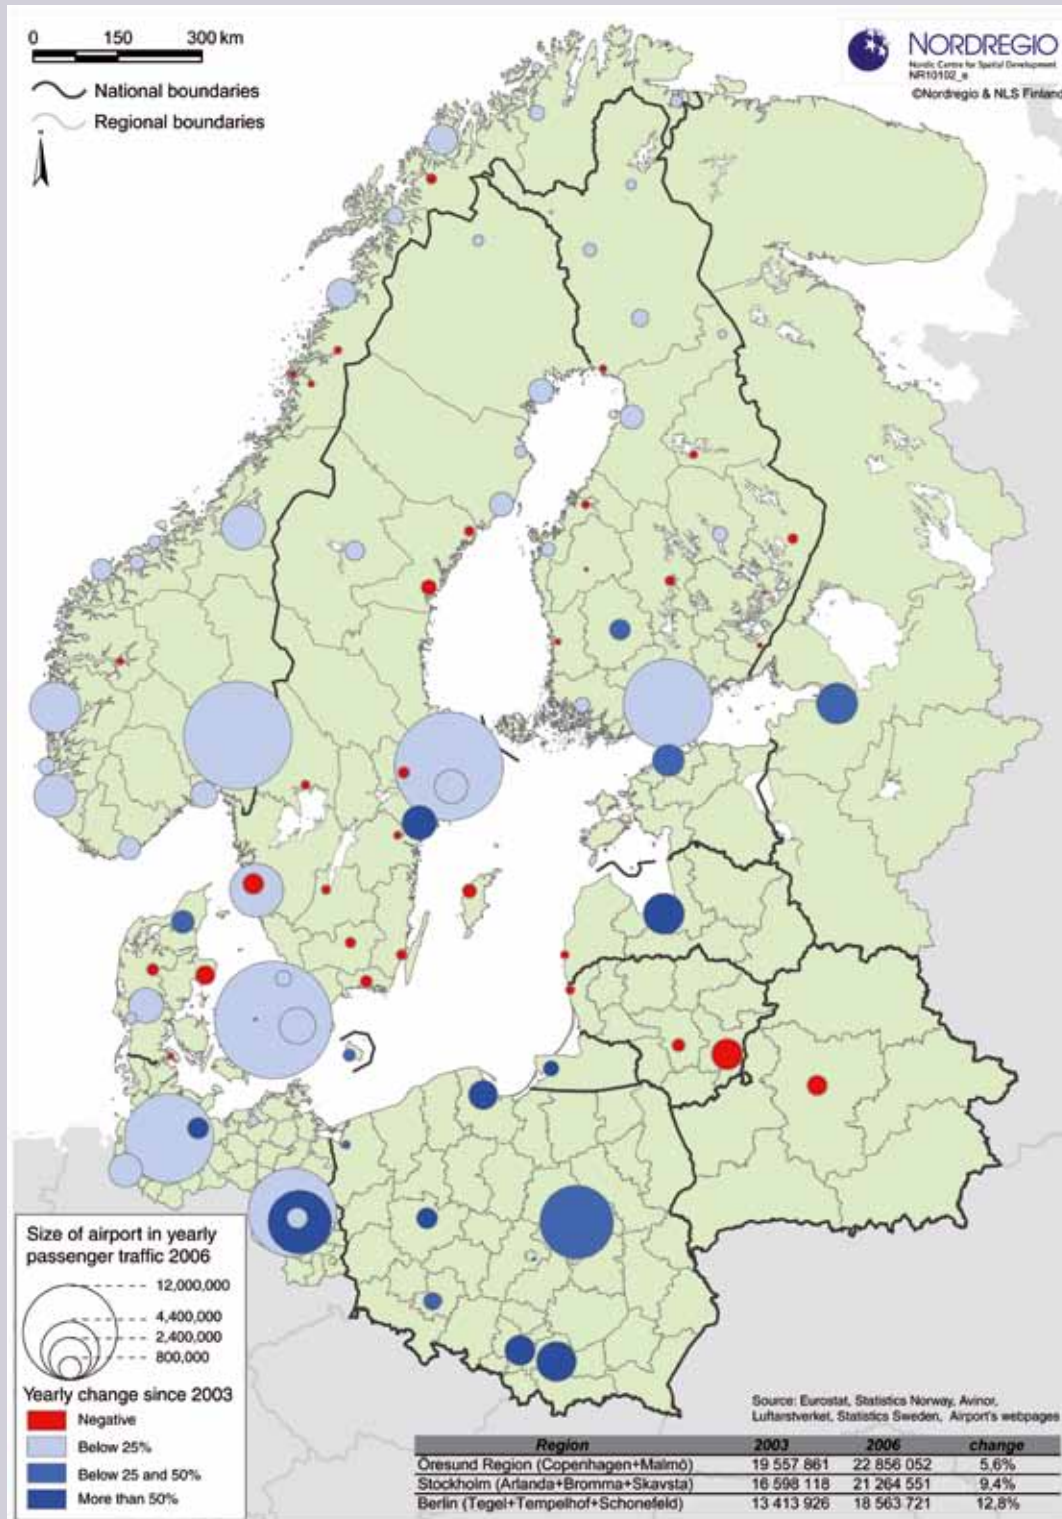 0 150 300 km
National boundaries
Regional boundaries
N
NORDREGIO
Nordic Centre for Spatial Development
NR10102_e
©Nordregio & NLS Finland
Size of airport in yearly
passenger traffic 2006
12,000,000
4,400,000
2,400,000
800,000
Yearly change since 2003
Negative
Below 25%
Below 25 and 50%
More than 50%
Source: Eurostat, Statistics Norway, Avinor,
Luftarstverket, Statistics Sweden, Airport's webpages
Region 2003 2006 change
Öresund Region (Copenhagen+Malmö) 19 557 861 22 856 052 5,6%
Stockholm (Arlanda+Bromma+Skavsta) 16 598 118 21 264 551 9,4%
Berlin (Tegel+Tempelhof+Schonefeld) 13 413 926 18 563 721 12,8%